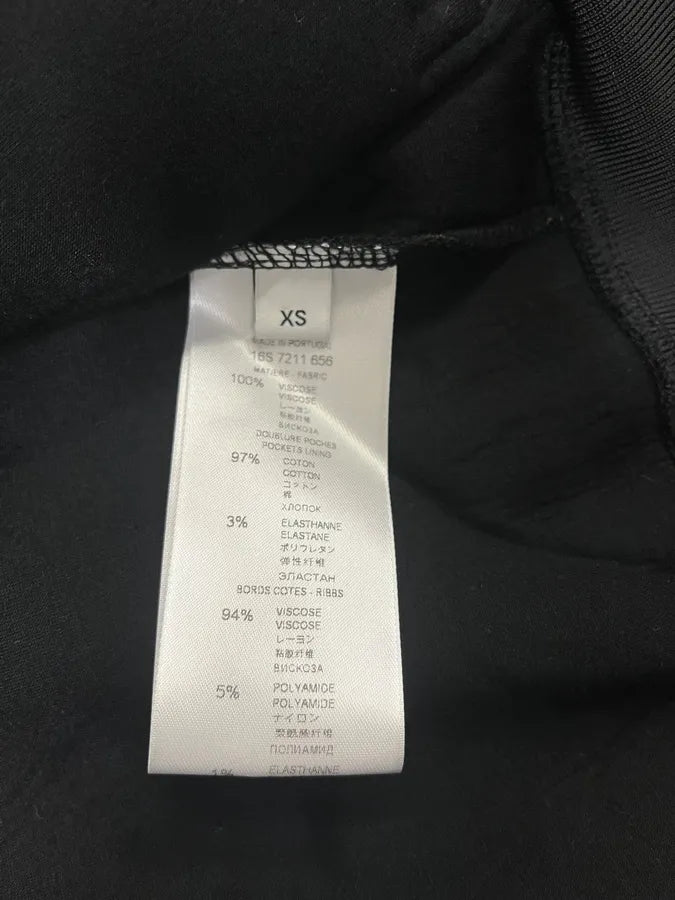 XS
MADE IN PORTUGAL
16S 7211 656
MATIERE - FABRIC
100% VISCOSE
VISCOSE
レーヨン
粘胶纤维
ВИСКОЗА
DOUBLURE POCHES
POCKETS LINING
97% COTON
COTTON
コットン
棉
ХЛОПОК
3% ELASTHANNE
ELASTANE
ポリウレタン
弹性纤维
ЭЛАСТАН
BORDS COTES - RIBBS
94% VISCOSE
VISCOSE
レーヨン
粘胶纤维
ВИСКОЗА
5% POLYAMIDE
POLYAMIDE
ナイロン
聚酰胺纤维
ПОЛИАМИД
1% ELASTHANNE